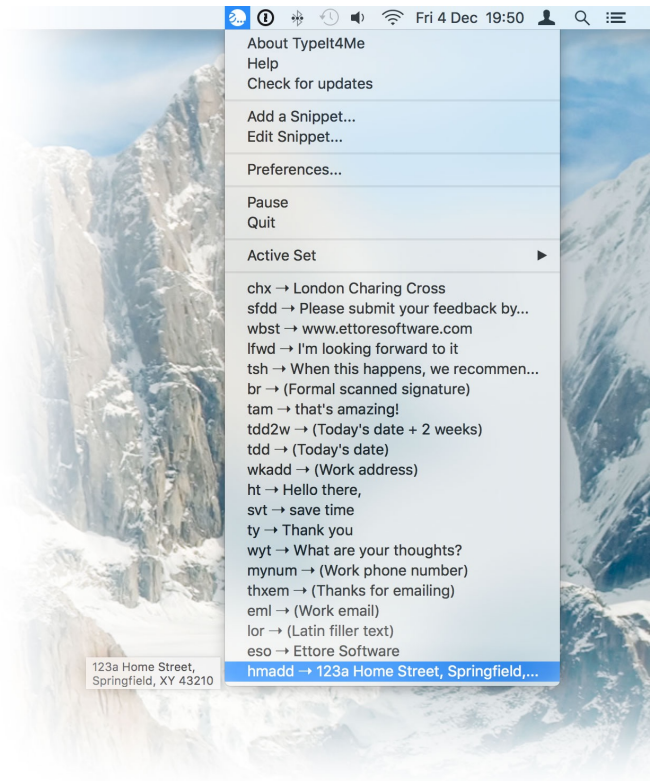 Fri 4 Dec 19:50
About TypeIt4Me
Help
Check for updates
Add a Snippet...
Edit Snippet...
Preferences...
Pause
Quit
Active Set
chx → London Charing Cross
sfdd → Please submit your feedback by...
wbst → www.ettoresoftware.com
lfwd → I'm looking forward to it
tsh → When this happens, we recommen...
br → (Formal scanned signature)
tam → that's amazing!
tdd2w → (Today's date + 2 weeks)
tdd → (Today's date)
wkadd → (Work address)
ht → Hello there,
svt → save time
ty → Thank you
wyt → What are your thoughts?
mynum → (Work phone number)
thxem → (Thanks for emailing)
eml → (Work email)
lor → (Latin filler text)
eso → Ettore Software
hmadd → 123a Home Street, Springfield,...
123a Home Street,
Springfield, XY 43210